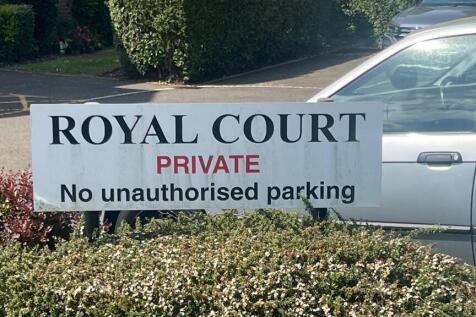 ROYAL COURT
PRIVATE
No unauthorised parking